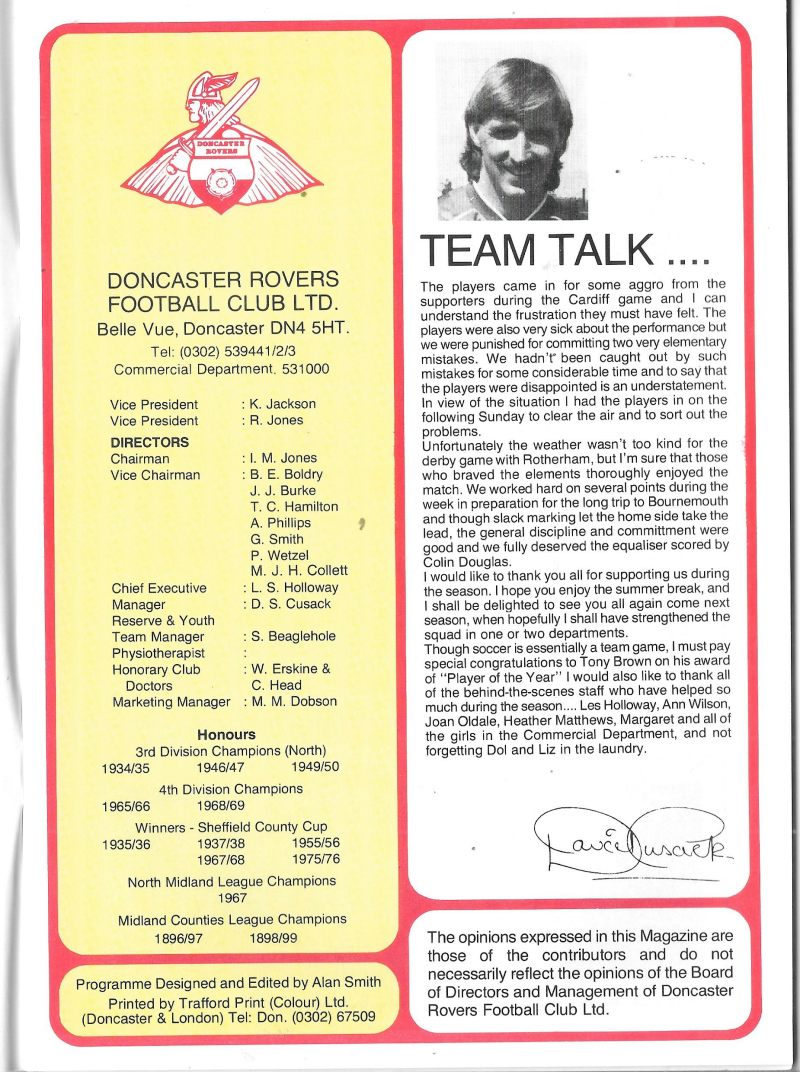 DONCASTER
ROVERS
DONCASTER ROVERS
FOOTBALL CLUB LTD.
Belle Vue, Doncaster DN4 5HT.
Tel: (0302) 539441/2/3
Commercial Department. 531000
Vice President : K. Jackson
Vice President : R. Jones
DIRECTORS
Chairman : I. M. Jones
Vice Chairman : B. E. Boldry
J. J. Burke
T. C. Hamilton
A. Phillips
G. Smith
P. Wetzel
M. J. H. Collett
Chief Executive : L. S. Holloway
Manager : D. S. Cusack
Reserve & Youth
Team Manager : S. Beaglehole
Physiotherapist :
Honorary Club : W. Erskine &
Doctors C. Head
Marketing Manager : M. M. Dobson
Honours
3rd Division Champions (North)
1934/35 1946/47 1949/50
4th Division Champions
1965/66 1968/69
Winners - Sheffield County Cup
1935/36 1937/38 1955/56
1967/68 1975/76
North Midland League Champions
1967
Midland Counties League Champions
1896/97 1898/99
Programme Designed and Edited by Alan Smith
Printed by Trafford Print (Colour) Ltd.
(Doncaster & London) Tel: Don. (0302) 67509
TEAM TALK ....
The players came in for some aggro from the
supporters during the Cardiff game and I can
understand the frustration they must have felt. The
players were also very sick about the performance but
we were punished for committing two very elementary
mistakes. We hadn't been caught out by such
mistakes for some considerable time and to say that
the players were disappointed is an understatement.
In view of the situation I had the players in on the
following Sunday to clear the air and to sort out the
problems.
Unfortunately the weather wasn't too kind for the
derby game with Rotherham, but I'm sure that those
who braved the elements thoroughly enjoyed the
match. We worked hard on several points during the
week in preparation for the long trip to Bournemouth
and though slack marking let the home side take the
lead, the general discipline and committment were
good and we fully deserved the equaliser scored by
Colin Douglas.
I would like to thank you all for supporting us during
the season. I hope you enjoy the summer break, and
I shall be delighted to see you all again come next
season, when hopefully I shall have strengthened the
squad in one or two departments.
Though soccer is essentially a team game, I must pay
special congratulations to Tony Brown on his award
of "Player of the Year" I would also like to thank all
of the behind-the-scenes staff who have helped so
much during the season.... Les Holloway, Ann Wilson,
Joan Oldale, Heather Matthews, Margaret and all of
the girls in the Commercial Department, and not
forgetting Dol and Liz in the laundry.
David Cusack
The opinions expressed in this Magazine are
those of the contributors and do not
necessarily reflect the opinions of the Board
of Directors and Management of Doncaster
Rovers Football Club Ltd.